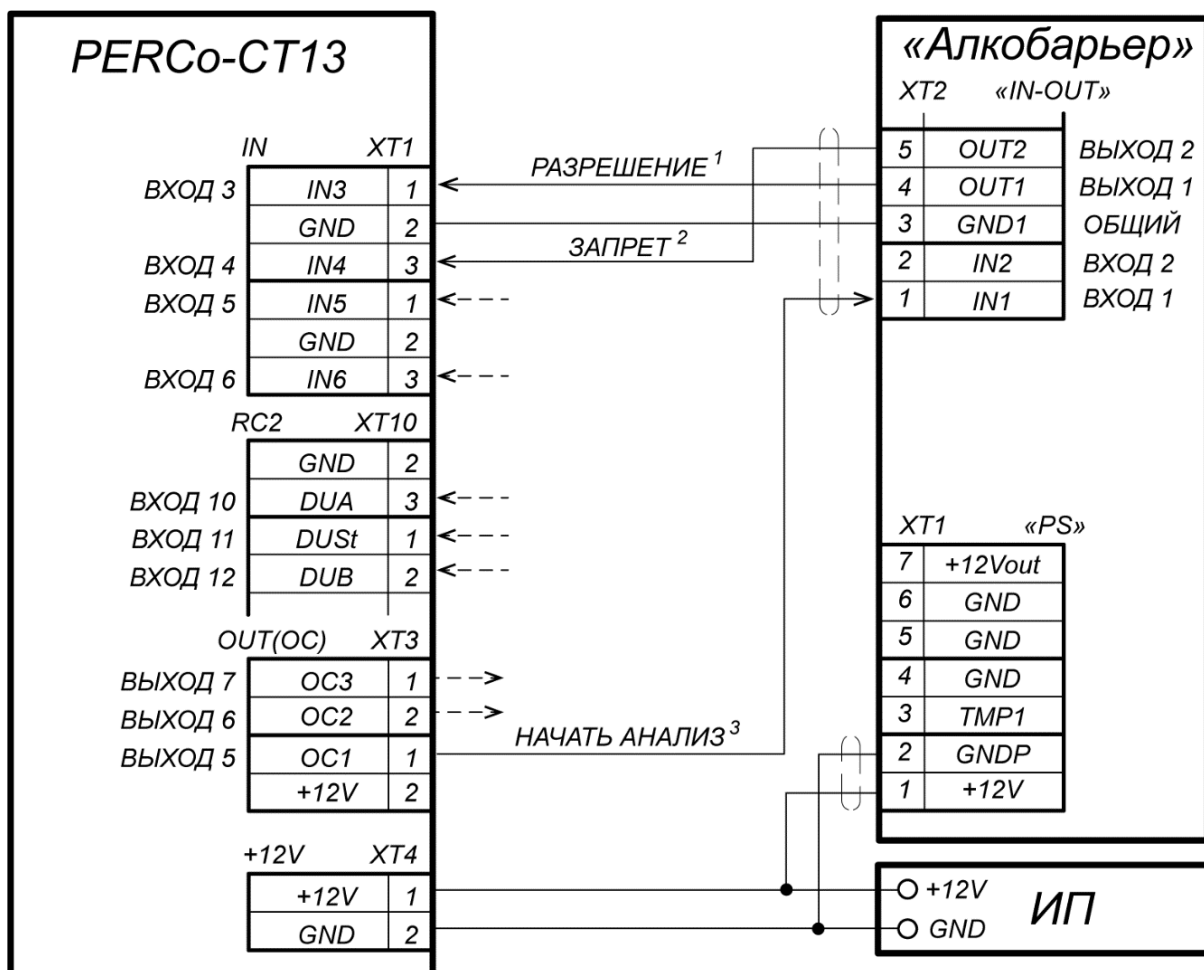 PERCo-CT13
«Алкобарьер»
XT2 «IN-OUT»
IN XT1
5 OUT2 ВЫХОД 2
РАЗРЕШЕНИЕ 1
ВХОД 3 IN3 1
4 OUT1 ВЫХОД 1
GND 2
3 GND1 ОБЩИЙ
ЗАПРЕТ 2
ВХОД 4 IN4 3
2 IN2 ВХОД 2
ВХОД 5 IN5 1
1 IN1 ВХОД 1
GND 2
ВХОД 6 IN6 3
RC2 XT10
GND 2
ВХОД 10 DUA 3
ВХОД 11 DUSt 1
ВХОД 12 DUB 2
XT1 «PS»
7 +12Vout
6 GND
5 GND
4 GND
3 TMP1
2 GNDP
1 +12V
OUT(OC) XT3
ВЫХОД 7 OC3 1
ВЫХОД 6 OC2 2
НАЧАТЬ АНАЛИЗ 3
ВЫХОД 5 OC1 1
+12V 2
+12V XT4
+12V 1
GND 2
+12V
GND
ИП